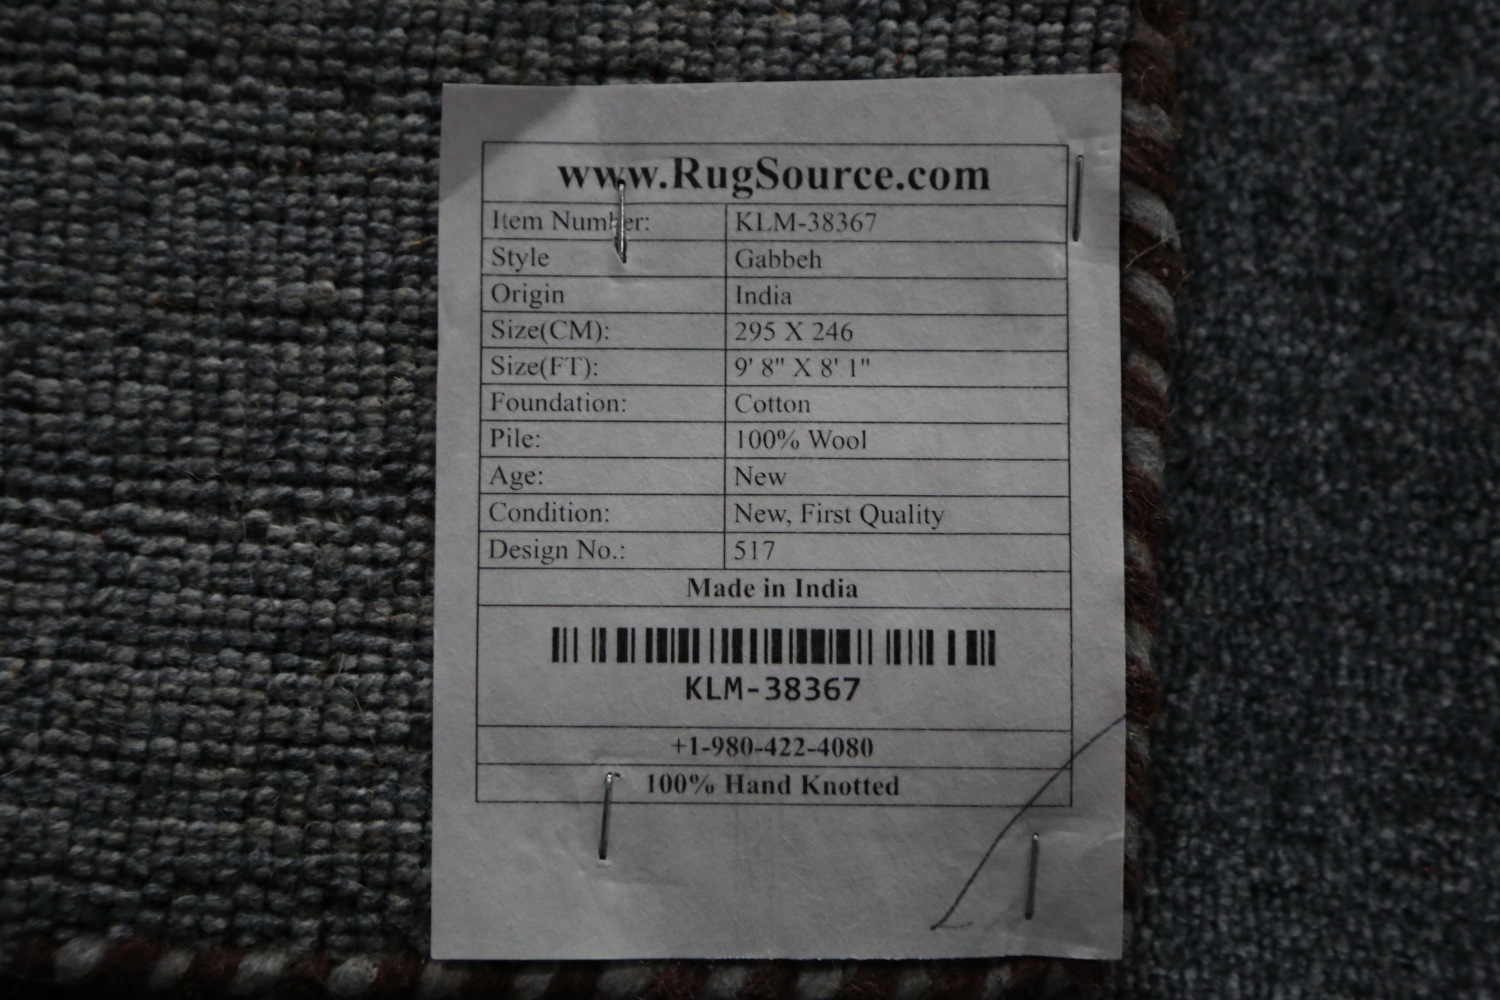 www.RugSource.com
Item Number: KLM-38367
Style Gabbeh
Origin India
Size(CM): 295 X 246
Size(FT): 9' 8" X 8' 1"
Foundation: Cotton
Pile: 100% Wool
Age: New
Condition: New, First Quality
Design No.: 517
Made in India
KLM-38367
+1-980-422-4080
100% Hand Knotted